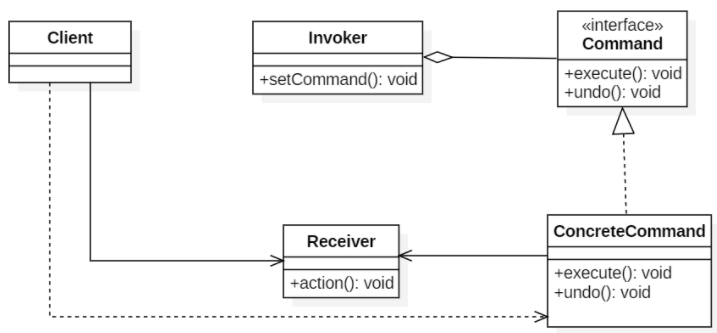 Client
Invoker
+setCommand(): void
«interface»
Command
+execute(): void
+undo(): void
Receiver
+action(): void
ConcreteCommand
+execute(): void
+undo(): void